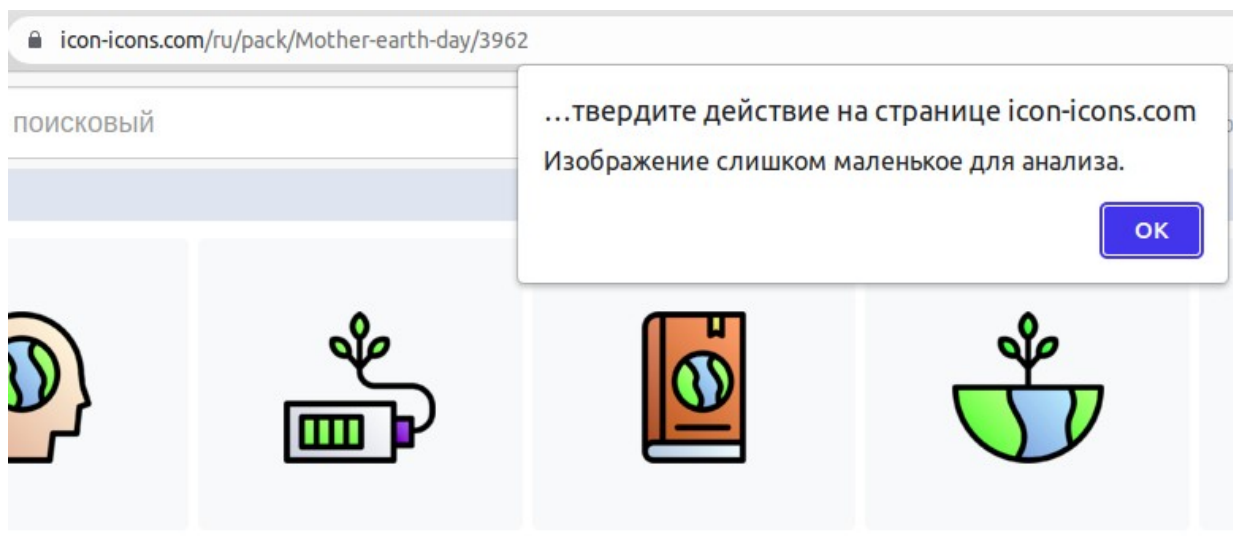 icon-icons.com/ru/pack/Mother-earth-day/3962
поисковый
…твердите действие на странице icon-icons.com
Изображение слишком маленькое для анализа.
ОК